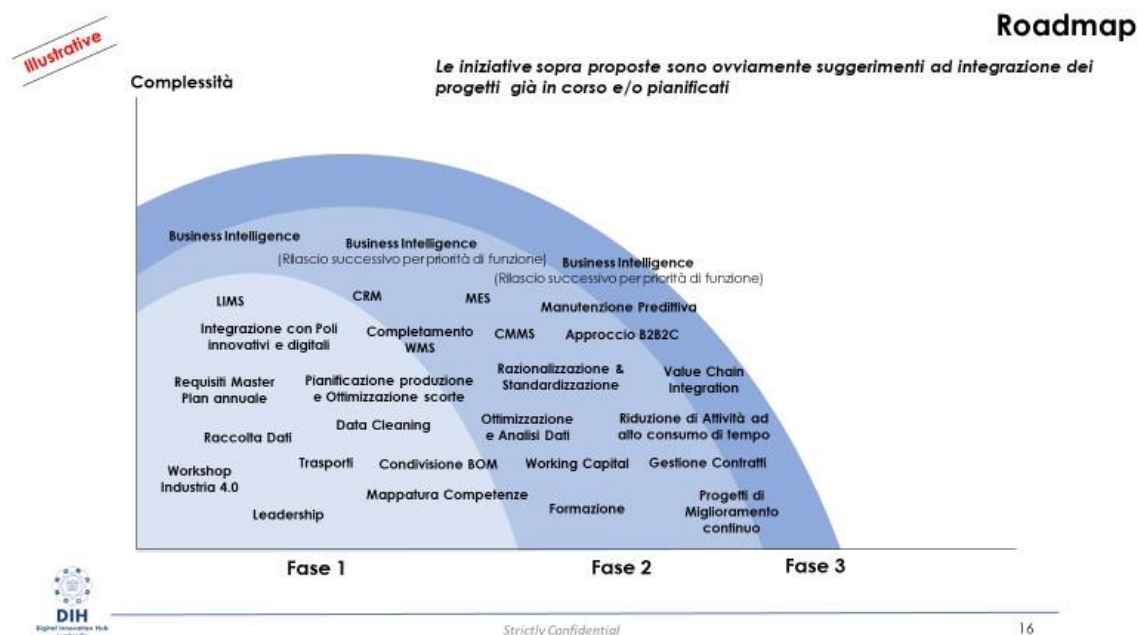 Roadmap
Illustrative
Le iniziative sopra proposte sono ovviamente suggerimenti ad integrazione dei
progetti già in corso e/o pianificati
Complessità
Business Intelligence
Business Intelligence
(Rilascio successivo per priorità di funzione)
Business Intelligence
(Rilascio successivo per priorità di funzione)
LIMS
CRM
MES
Manutenzione Predittiva
Integrazione con Poli
innovativi e digitali
Completamento
WMS
CMMS
Approccio B2B2C
Razionalizzazione &
Standardizzazione
Value Chain
Integration
Requisiti Master
Plan annuale
Pianificazione produzione
e Ottimizzazione scorte
Data Cleaning
Ottimizzazione
e Analisi Dati
Riduzione di Attività ad
alto consumo di tempo
Raccolta Dati
Workshop
Industria 4.0
Trasporti
Condivisione BOM
Working Capital
Gestione Contratti
Mappatura Competenze
Leadership
Formazione
Progetti di
Miglioramento
continuo
Fase 1
Fase 2
Fase 3
DIH
Digital Innovation Hub
Strictly Confidential
16